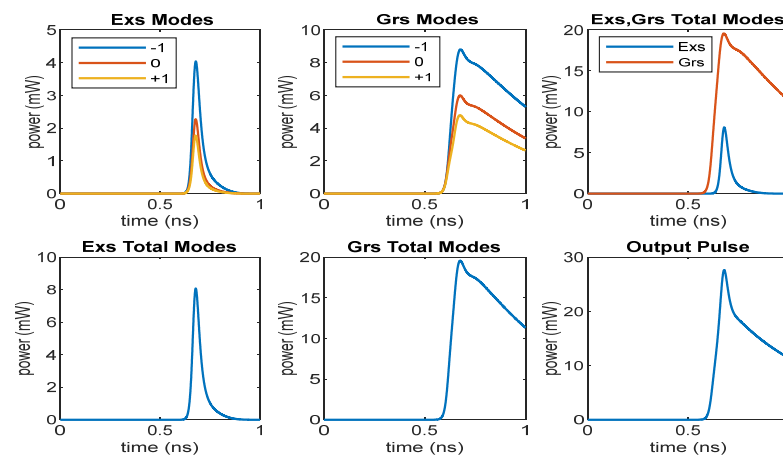 Exs Modes
5
4
3
2
1
0
power (mW)
-1
0
+1
0
0.5
1
time (ns)
Grs Modes
10
8
6
4
2
0
power (mW)
-1
0
+1
0
0.5
1
time (ns)
Exs,Grs Total Modes
20
15
10
5
0
power (mW)
Exs
Grs
0
0.5
time (ns)
Exs Total Modes
10
8
6
4
2
0
power (mW)
0
0.5
1
time (ns)
Grs Total Modes
20
15
10
5
0
power (mW)
0
0.5
1
time (ns)
Output Pulse
30
20
10
0
power (mW)
0
0.5
time (ns)